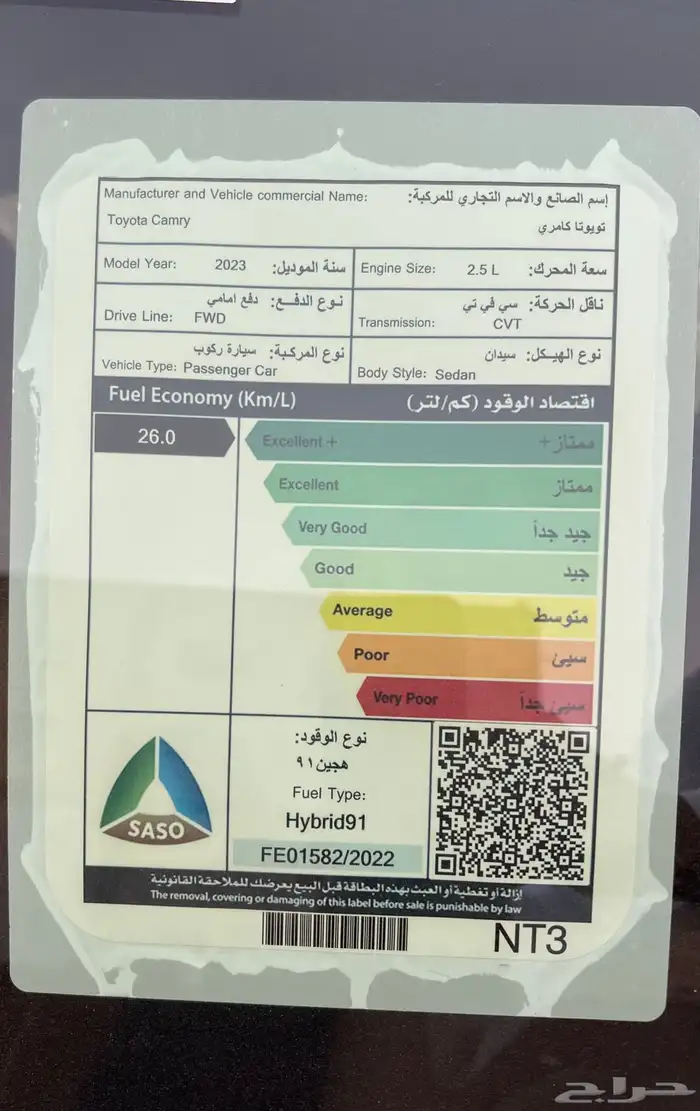 Manufacturer and Vehicle commercial Name: إسم الصانع والاسم التجاري للمركبة:
Toyota Camry تويوتا كامري
Model Year: 2023 سنة الموديل:
Engine Size: 2.5 L سعة المحرك:
نوع الدفـــع: دفع امامي
Drive Line: FWD
ناقل الحركة: سي في تي
Transmission: CVT
نوع المركبة: سيارة ركوب
Vehicle Type: Passenger Car
نوع الهيكل: سيدان
Body Style: Sedan
Fuel Economy (Km/L) اقتصاد الوقود (كم/لتر)
26.0
Excellent + ممتاز +
Excellent ممتاز
Very Good جيد جداً
Good جيد
Average متوسط
Poor سيئ
Very Poor سيئ جداً
SASO
نوع الوقود:
هجين٩١
Fuel Type:
Hybrid91
FE01582/2022
إزالة أو تغطية أو العبث بهذه البطاقة قبل البيع يعرضك للملاحقة القانونية
The removal, covering or damaging of this label before sale is punishable by law
NT3
حراج